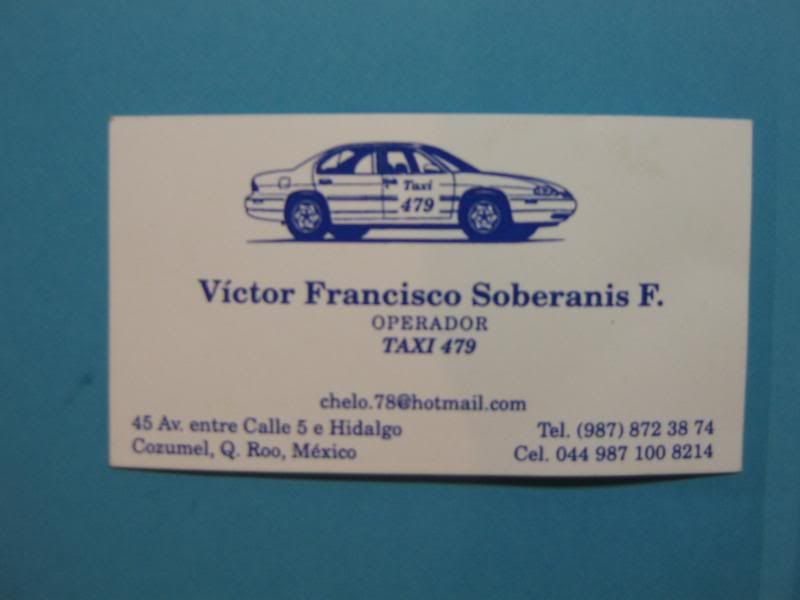 Taxi
479
Víctor Francisco Soberanis F.
OPERADOR
TAXI 479
chelo.78@hotmail.com
45 Av. entre Calle 5 e Hidalgo
Cozumel, Q. Roo, México
Tel. (987) 872 38 74
Cel. 044 987 100 8214